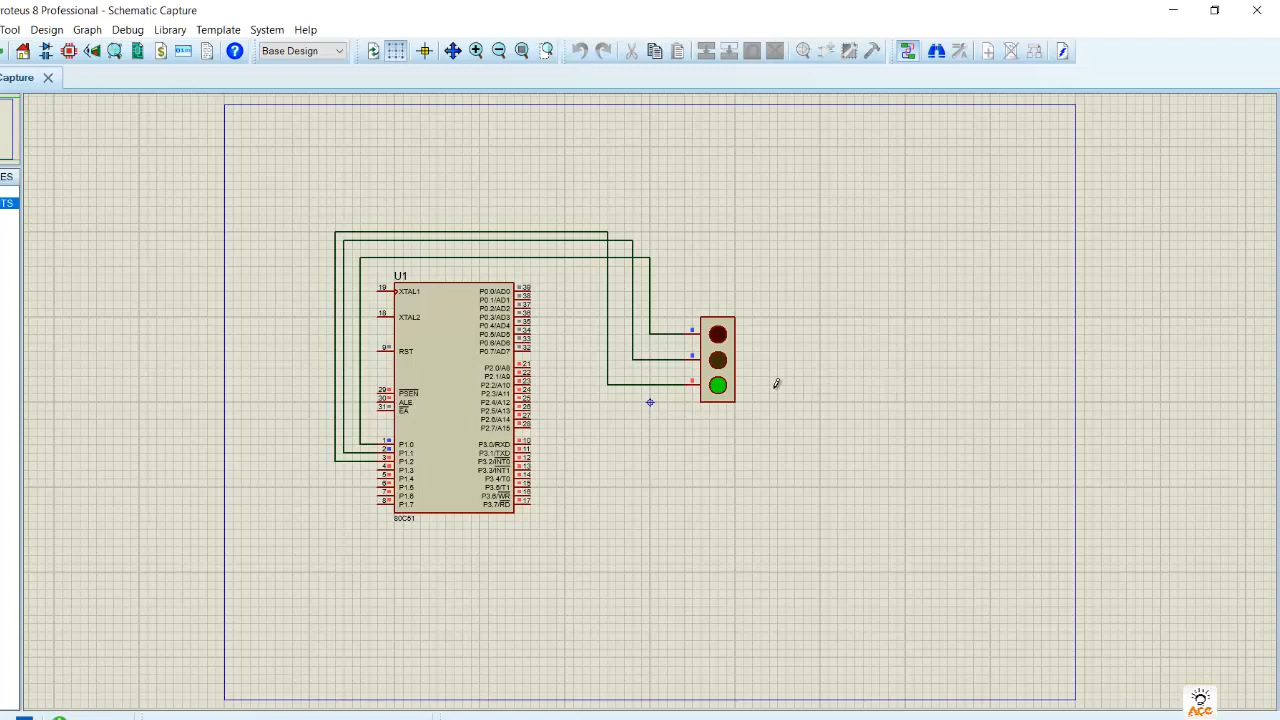 roteus 8 Professional - Schematic Capture
Tool Design Graph Debug Library Template System Help
$ 0101 ? Base Design
Capture
ES
TS
U1
19 XTAL1
18 XTAL2
9 RST
29 PSEN
30 ALE
31 EA
1 P1.0
2 P1.1
3 P1.2
4 P1.3
5 P1.4
6 P1.5
7 P1.6
8 P1.7
P0.0/AD0 39
P0.1/AD1 38
P0.2/AD2 37
P0.3/AD3 36
P0.4/AD4 35
P0.5/AD5 34
P0.6/AD6 33
P0.7/AD7 32
P2.0/A8 21
P2.1/A9 22
P2.2/A10 23
P2.3/A11 24
P2.4/A12 25
P2.5/A13 26
P2.6/A14 27
P2.7/A15 28
P3.0/RXD 10
P3.1/TXD 11
P3.2/INT0 12
P3.3/INT1 13
P3.4/T0 14
P3.5/T1 15
P3.6/WR 16
P3.7/RD 17
80C51
Acc